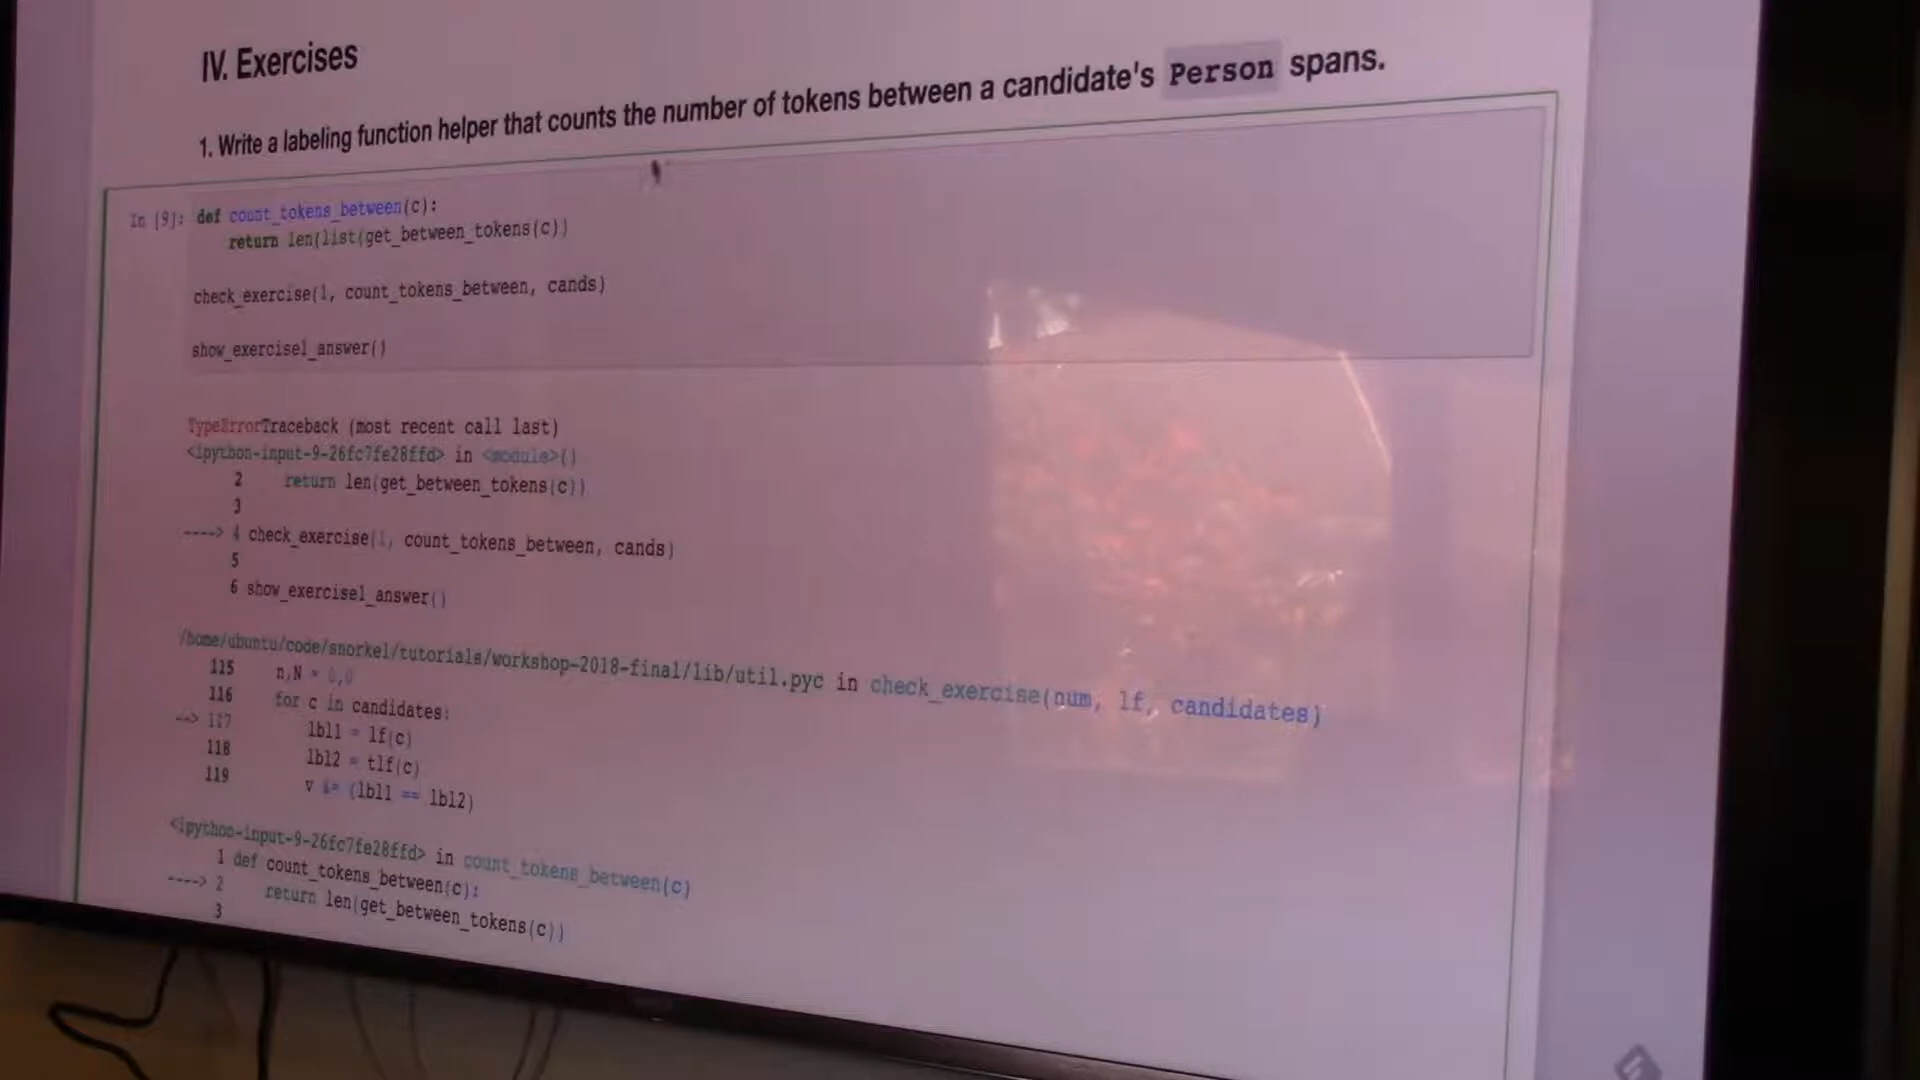 IV. Exercises
1. Write a labeling function helper that counts the number of tokens between a candidate's Person spans.
In [9]: def count_tokens_between(c):
return len(list(get_between_tokens(c))
check_exercise(1, count_tokens_between, cands)
show_exercise1_answer()
TypeErrorTraceback (most recent call last)
<ipython-input-9-26fc7fe28ffd> in <module>()
2 return len(get_between_tokens(c))
3
----> 4 check_exercise(1, count_tokens_between, cands)
5
6 show_exercise1_answer()
/home/ubuntu/code/snorkel/tutorials/workshop-2018-final/lib/util.pyc in check_exercise(num, lf, candidates)
115 n,N = 0,0
116 for c in candidates:
--> 117 lbl1 = lf(c)
118 lbl2 = tlf(c)
119 v &= (lbl1 == lbl2)
<ipython-input-9-26fc7fe28ffd> in count_tokens_between(c)
1 def count_tokens_between(c):
----> 2 return len(get_between_tokens(c))
3